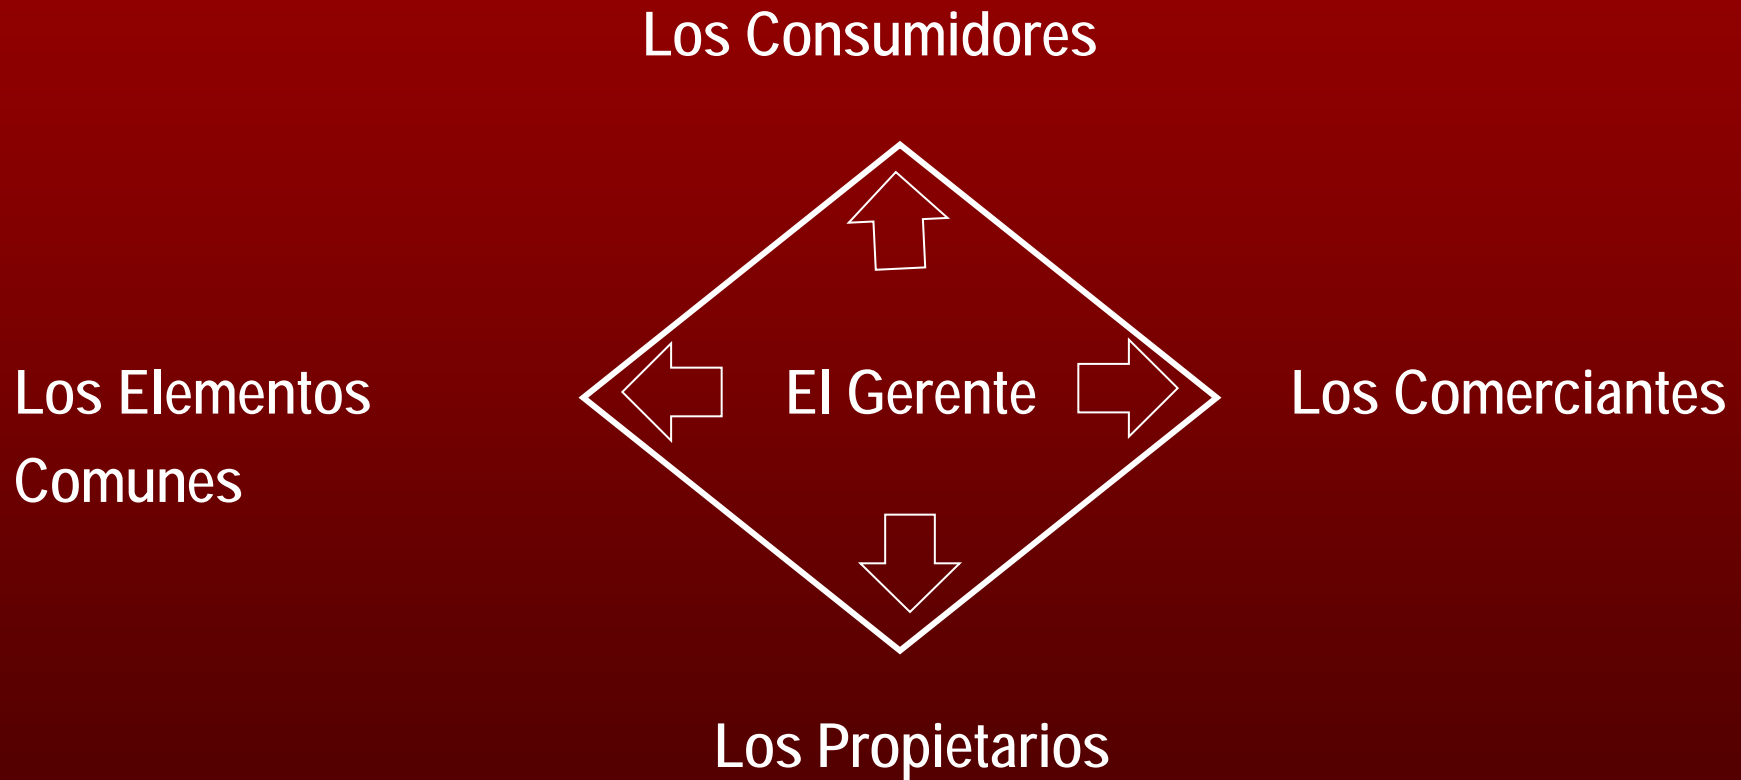 Los Consumidores
Los Elementos
Comunes
El Gerente
Los Comerciantes
Los Propietarios